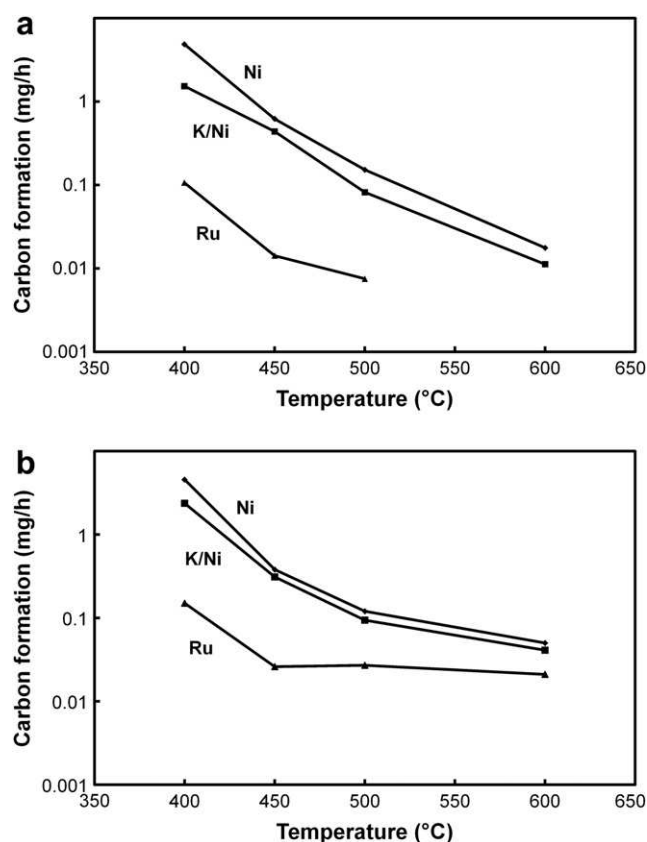 a
Carbon formation (mg/h)
1
0.1
0.01
0.001
Ni
K/Ni
Ru
350 400 450 500 550 600 650
Temperature (°C)
b
Carbon formation (mg/h)
1
0.1
0.01
0.001
Ni
K/Ni
Ru
350 400 450 500 550 600 650
Temperature (°C)